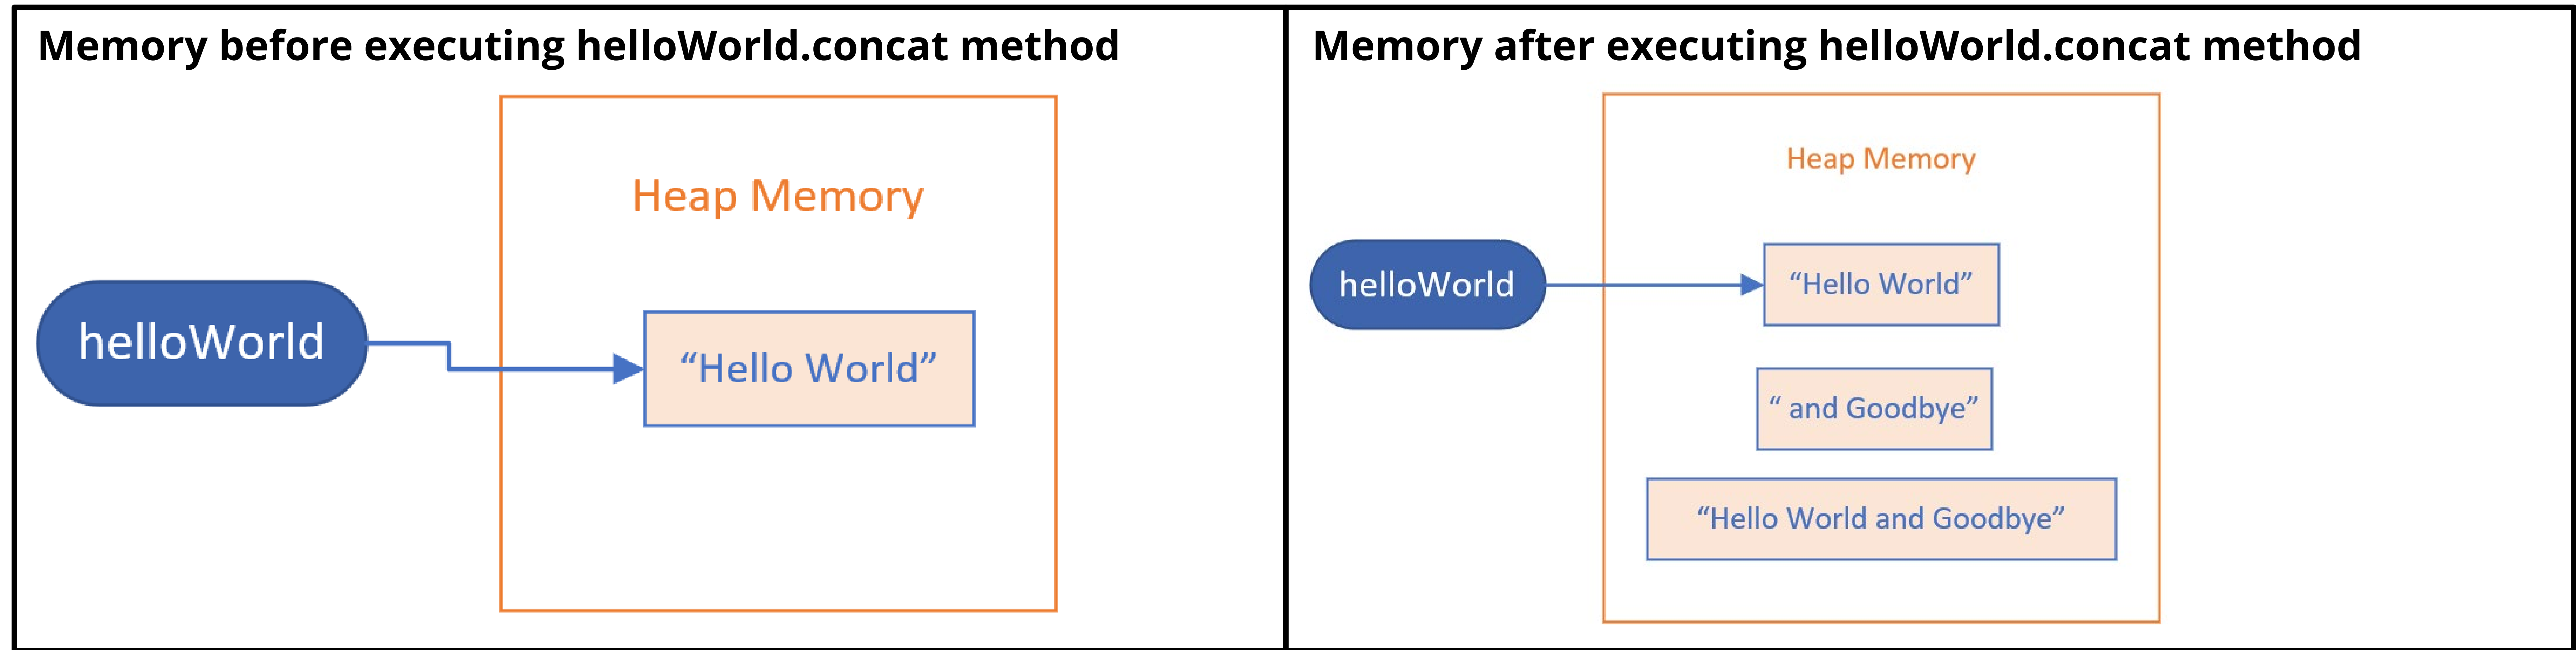 Memory before executing helloWorld.concat method
Heap Memory
helloWorld
“Hello World”
Memory after executing helloWorld.concat method
Heap Memory
helloWorld
“Hello World”
“ and Goodbye”
“Hello World and Goodbye”